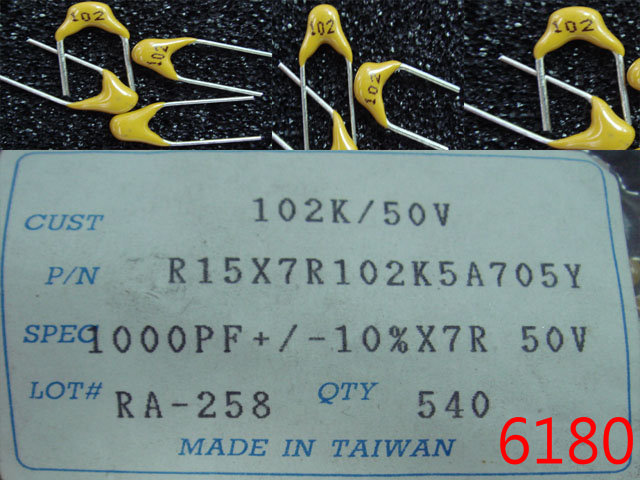 102
102
102
102
102
CUST 102K/50V
P/N R15X7R102K5A705Y
SPEC 1000PF+/-10%X7R 50V
LOT# RA-258 QTY 540
MADE IN TAIWAN
6180